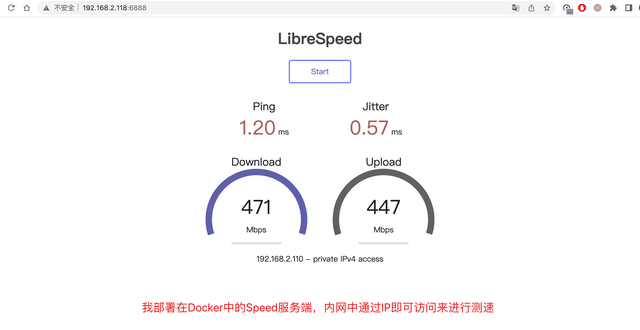 不安全 192.168.2.118:6888
LibreSpeed
Start
Ping Jitter
1.20 ms 0.57 ms
Download Upload
471 447
Mbps Mbps
192.168.2.110 - private IPv4 access
我部署在Docker中的Speed服务端，内网中通过IP即可访问来进行测速